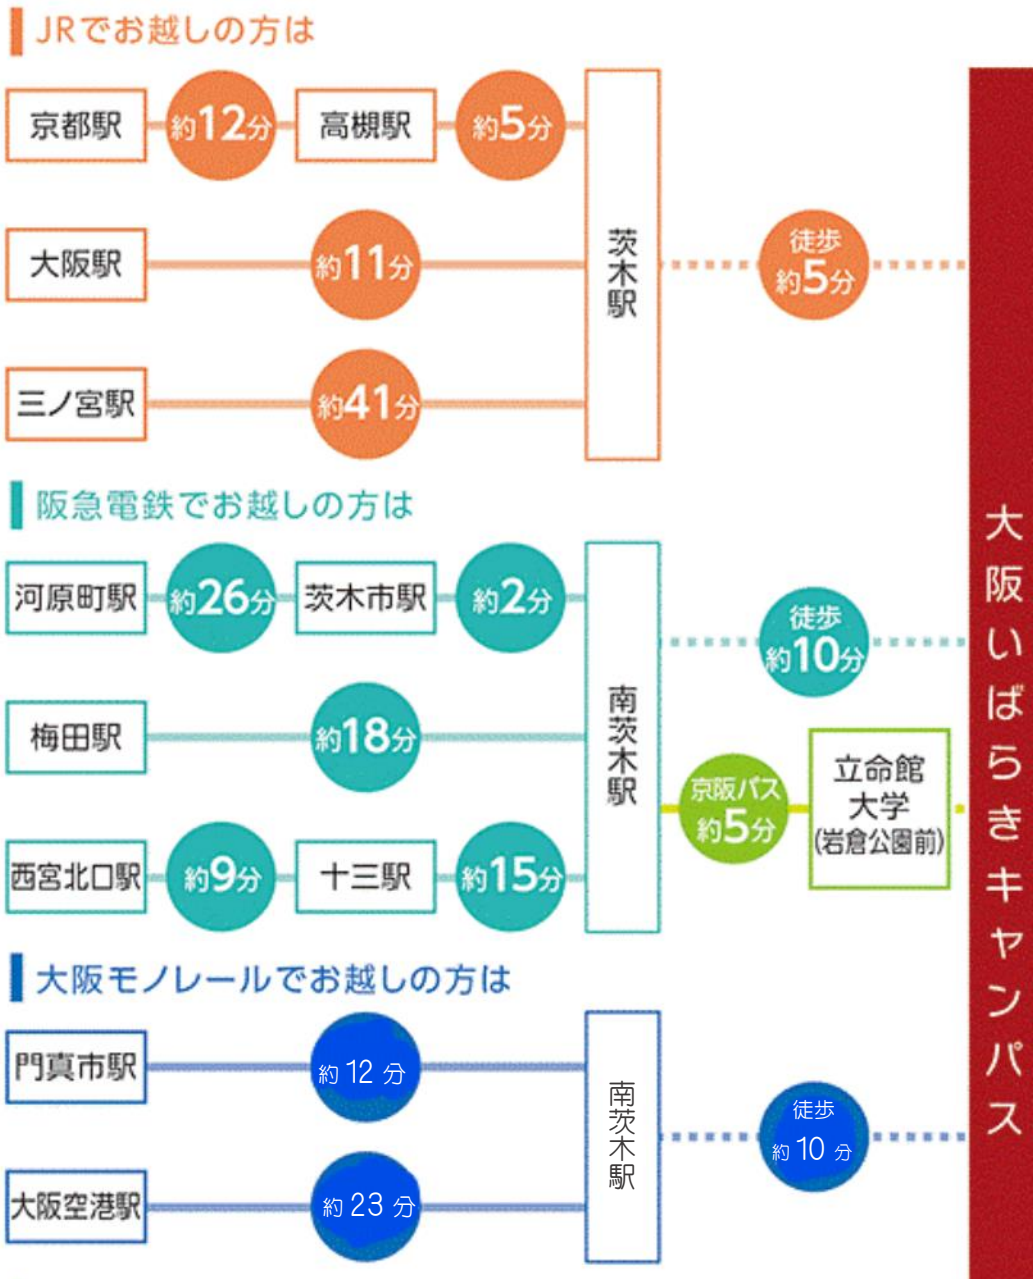 JRでお越しの方は
京都駅
約12分
高槻駅
約5分
大阪駅
約11分
三ノ宮駅
約41分
茨木駅
徒歩
約5分
阪急電鉄でお越しの方は
河原町駅
約26分
茨木市駅
約2分
梅田駅
約18分
西宮北口駅
約9分
十三駅
約15分
南茨木駅
徒歩
約10分
京阪バス
約5分
立命館
大学
(岩倉公園前)
大阪モノレールでお越しの方は
門真市駅
約12分
大阪空港駅
約23分
南茨木駅
徒歩
約10分
大阪いばらきキャンパス